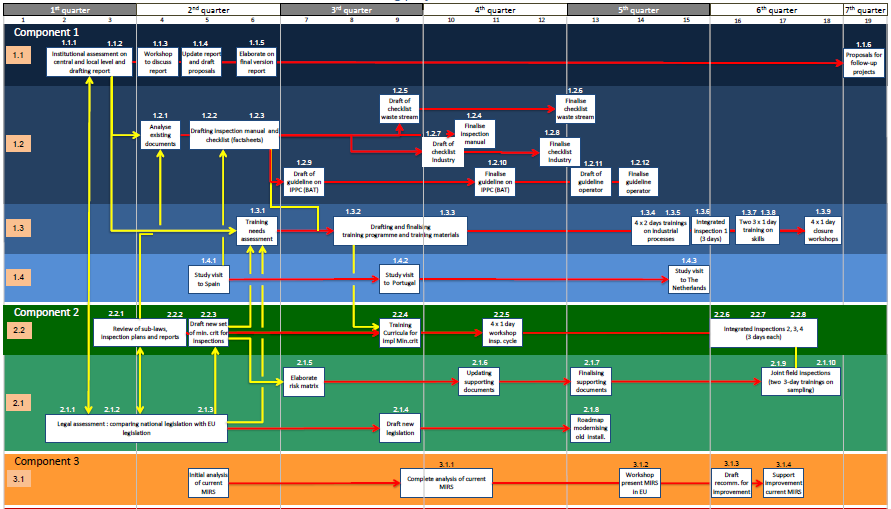 1st quarter 2nd quarter 3rd quarter 4th quarter 5th quarter 6th quarter 7th quarter
1 2 3 4 5 6 7 8 9 10 11 12 13 14 15 16 17 18 19
Component 1
1.1
1.1.1 1.1.2
Institutional assessment on
central and local level and
drafting report
1.1.3
Workshop
to discuss
report
1.1.4
Update report
and draft
proposals
1.1.5
Elaborate on
final version
report
1.1.6
Proposals for
follow-up
projects
1.2
1.2.1
Analyse
existing
documents
1.2.2 1.2.3
Drafting inspection manual and
checklist (factsheets)
1.2.5
Draft of
checklist
waste stream
1.2.4
Finalise
inspection
manual
1.2.6
Finalise
checklist
waste stream
1.2.7
Draft of
checklist
Industry
1.2.8
Finalise
checklist
Industry
1.2.9
Draft of
guideline on
IPPC (BAT)
1.2.10
Finalise
guideline on
IPPC (BAT)
1.2.11
Draft of
guideline
operator
1.2.12
Finalise
guideline
operator
1.3
1.3.1
Training
needs
assessment
1.3.2 1.3.3
Drafting and finalising
training programme and training materials
1.3.4 1.3.5
4 x 2 days trainings
on Industrial
processes
1.3.6
Integrated
Inspection 1
(3 days)
1.3.7 1.3.8
Two 3 x 1 day
training on
skills
1.3.9
4 x 1 day
closure
workshops
1.4
1.4.1
Study visit
to Spain
1.4.2
Study visit
to Portugal
1.4.3
Study visit
to The
Netherlands
Component 2
2.2
2.2.1 2.2.2
Review of sub-laws,
inspection plans and reports
2.2.3
Draft new set
of min. crit for
inspections
2.2.4
Training
Curricula for
impl Min.crit
2.2.5
4 x 1 day
workshop
insp. cycle
2.2.6 2.2.7 2.2.8
Integrated inspections 2, 3, 4
(3 days each)
2.1
2.1.5
Elaborate
risk matrix
2.1.6
Updating
supporting
documents
2.1.7
Finalising
supporting
documents
2.1.9 2.1.10
Joint field inspections
(two 3-day trainings on
sampling)
2.1.1 2.1.2 2.1.3
Legal assessment : comparing national legislation with EU
legislation
2.1.4
Draft new
legislation
2.1.8
Roadmap
modernising
old install.
Component 3
3.1
Initial analysis
of current
MIRS
3.1.1
Complete analysis of current
MIRS
3.1.2
Workshop
present MIRS
in EU
3.1.3
Draft
recomm. for
improvement
3.1.4
Support
improvement
current MIRS